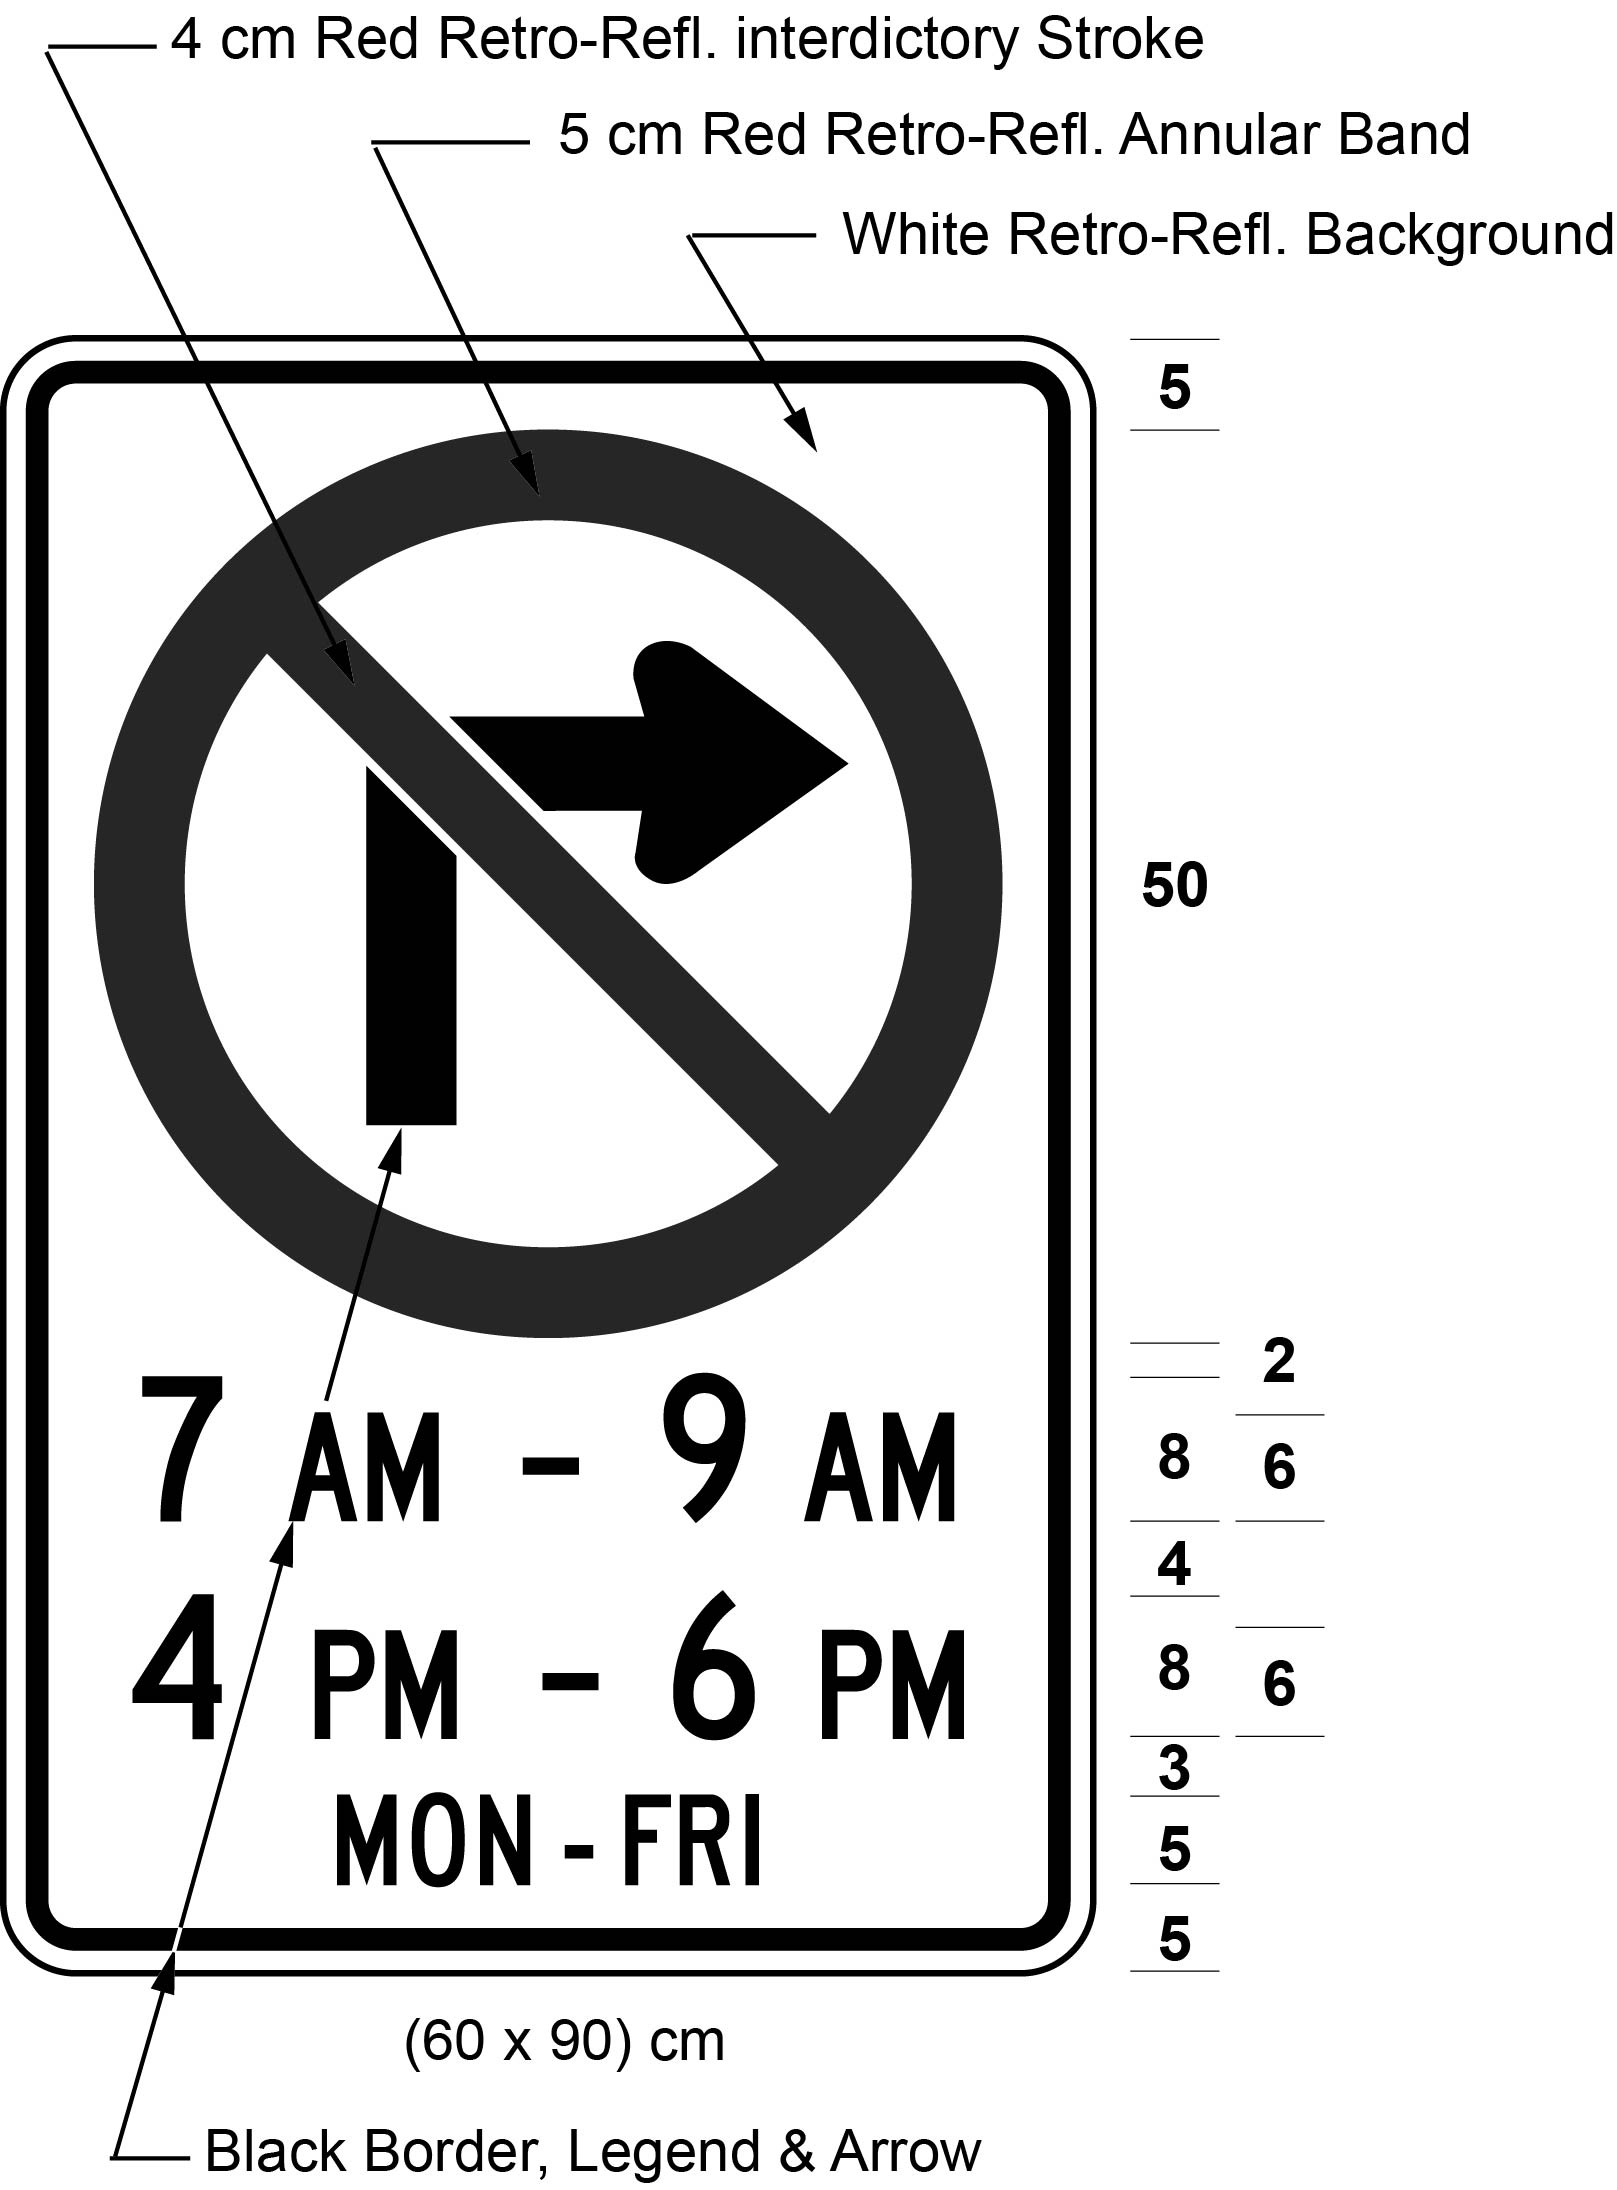 4 cm Red Retro-Refl. interdictory Stroke
5 cm Red Retro-Refl. Annular Band
White Retro-Refl. Background
5
50
2
7 AM - 9 AM
8
6
4
4 PM - 6 PM
8
6
3
MON - FRI
5
5
(60 x 90) cm
Black Border, Legend & Arrow